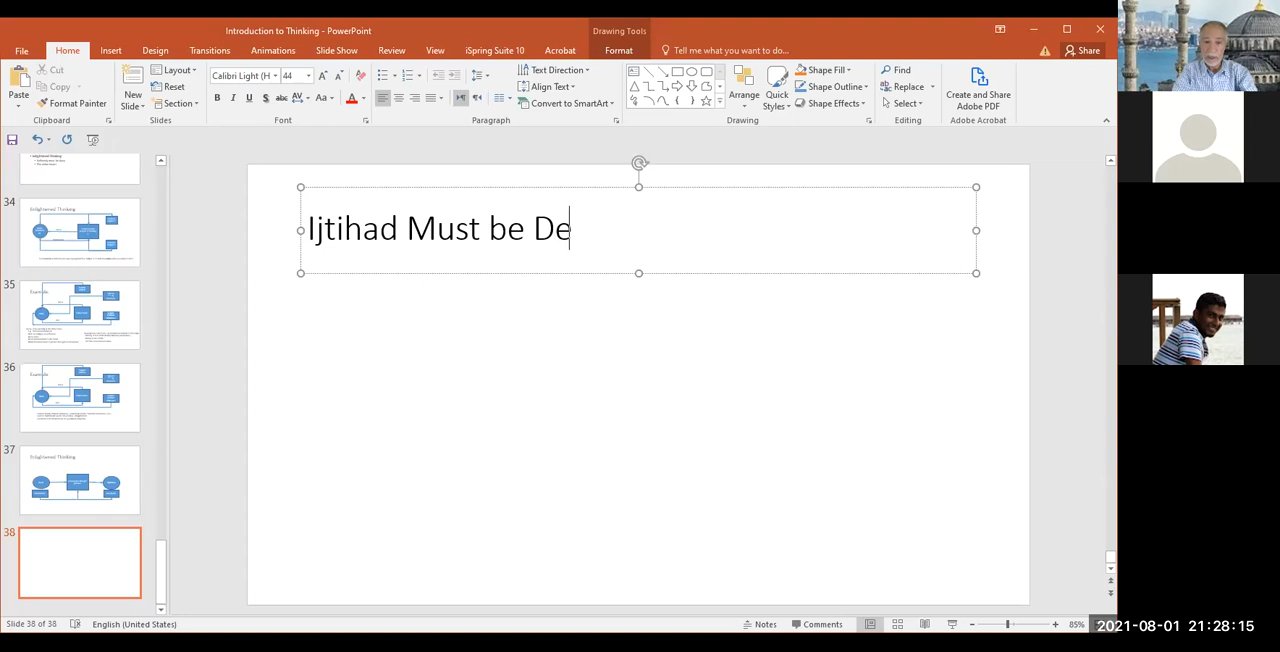 Introduction to Thinking - PowerPoint
Drawing Tools
File Home Insert Design Transitions Animations Slide Show Review View iSpring Suite 10 Acrobat Format Tell me what you want to do... Share
Paste
Cut
Copy
Format Painter
Clipboard
New Slide
Layout
Reset
Section
Slides
Calibri Light (H 44
B I U S abc AV Aa A
Font
Text Direction
Align Text
Convert to SmartArt
Paragraph
Arrange
Quick Styles
Shape Fill
Shape Outline
Shape Effects
Drawing
Find
Replace
Select
Editing
Create and Share Adobe PDF
Adobe Acrobat
34
Enlightened Thinking
35
Example
36
Example
37
Enlightened Thinking
38
Ijtihad Must be De
Slide 38 of 38 English (United States) Notes Comments 85%
2021-08-01 21:28:15